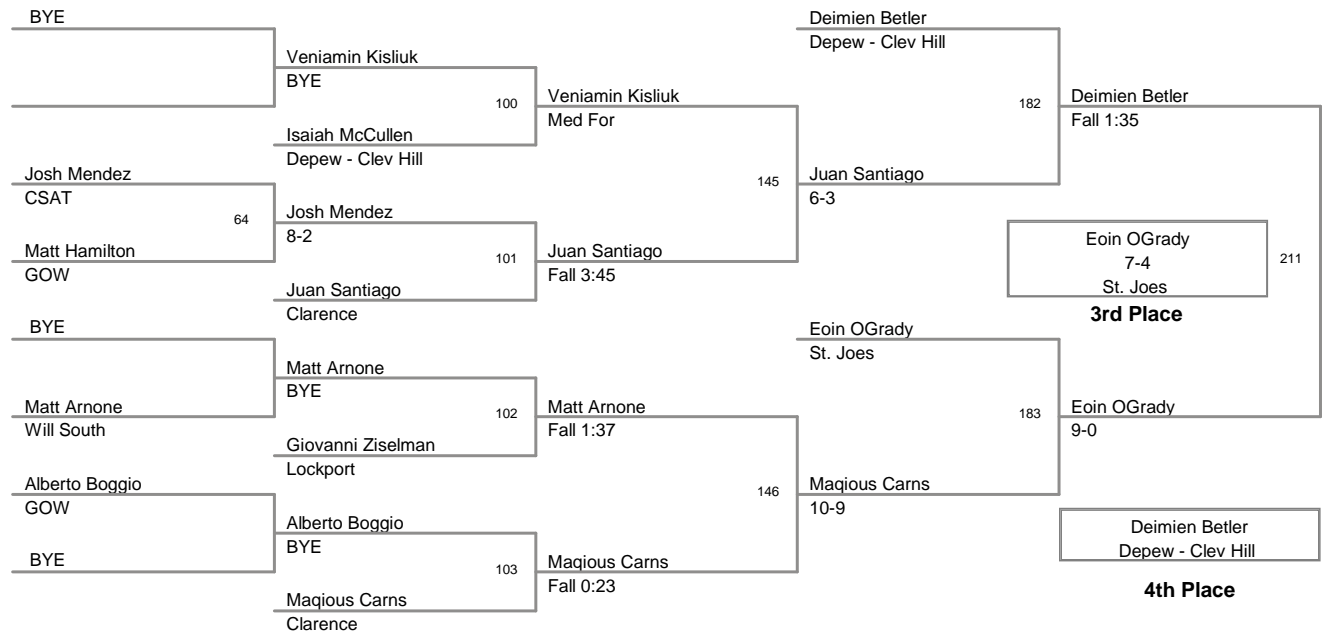 BYE
Deimien Betler
Depew - Clev Hill
Veniamin Kisliuk
BYE
100
Veniamin Kisliuk
Med For
182
Deimien Betler
Fall 1:35
Isaiah McCullen
Depew - Clev Hill
Josh Mendez
CSAT
145
Juan Santiago
6-3
64
Josh Mendez
8-2
Matt Hamilton
GOW
101
Juan Santiago
Fall 3:45
Eoin OGrady
7-4
St. Joes
211
3rd Place
Juan Santiago
Clarence
BYE
Eoin OGrady
St. Joes
Matt Arnone
BYE
Matt Arnone
Will South
102
Matt Arnone
Fall 1:37
183
Eoin OGrady
9-0
Giovanni Ziselman
Lockport
Alberto Boggio
GOW
146
Maqious Carns
10-9
Alberto Boggio
BYE
Deimien Betler
Depew - Clev Hill
BYE
103
Maqious Carns
Fall 0:23
4th Place
Maqious Carns
Clarence